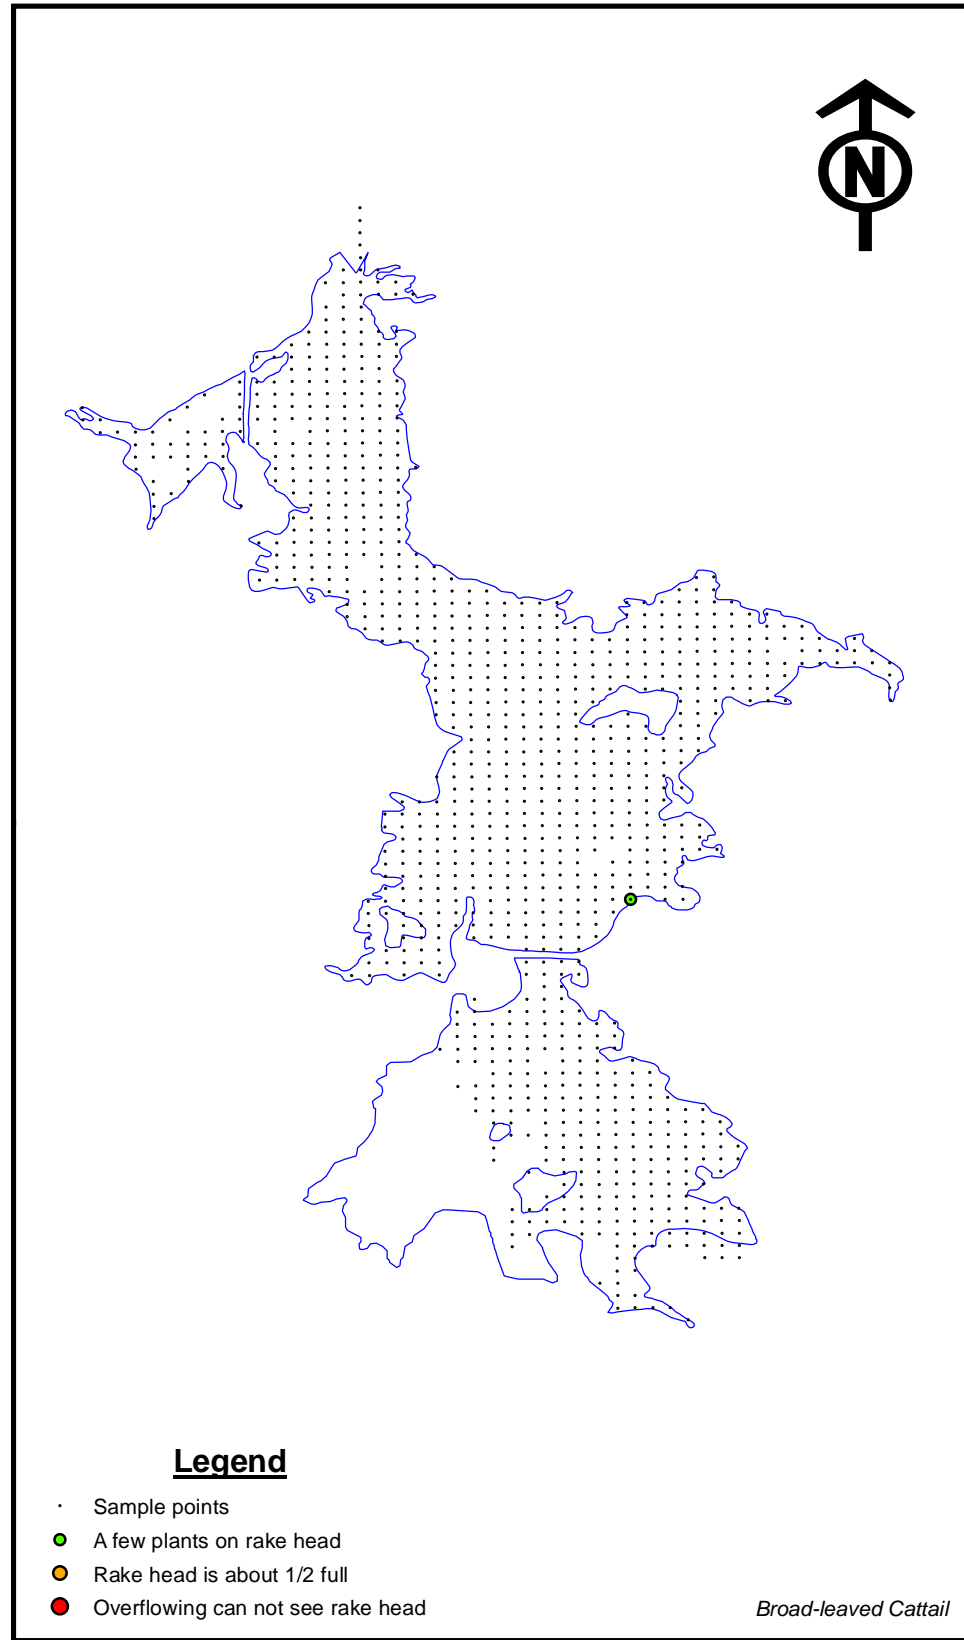 N
Legend
Sample points
A few plants on rake head
Rake head is about 1/2 full
Overflowing can not see rake head
Broad-leaved Cattail